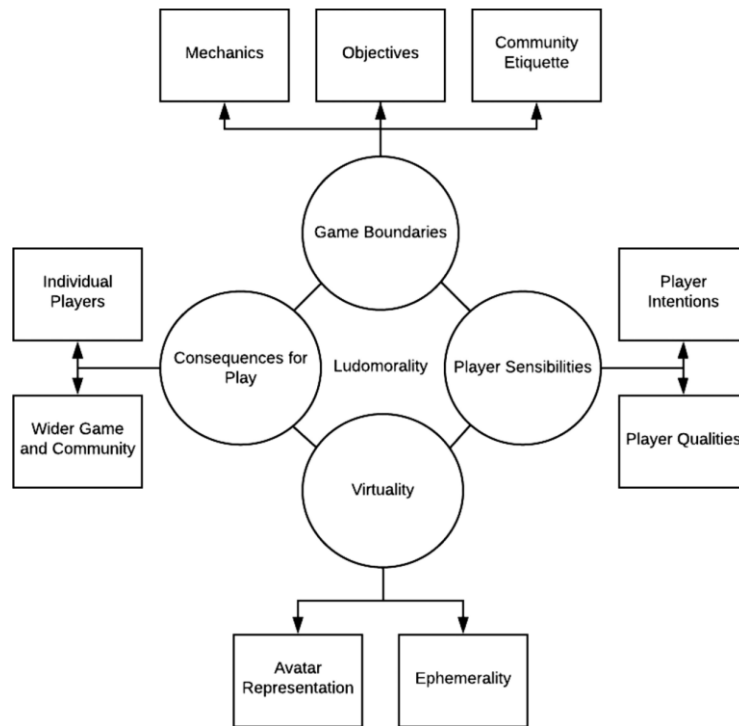 Mechanics
Objectives
Community
Etiquette
Game Boundaries
Individual
Players
Player
Intentions
Consequences for
Play
Ludomorality
Player Sensibilities
Wider Game
and Community
Player Qualities
Virtuality
Avatar
Representation
Ephemerality